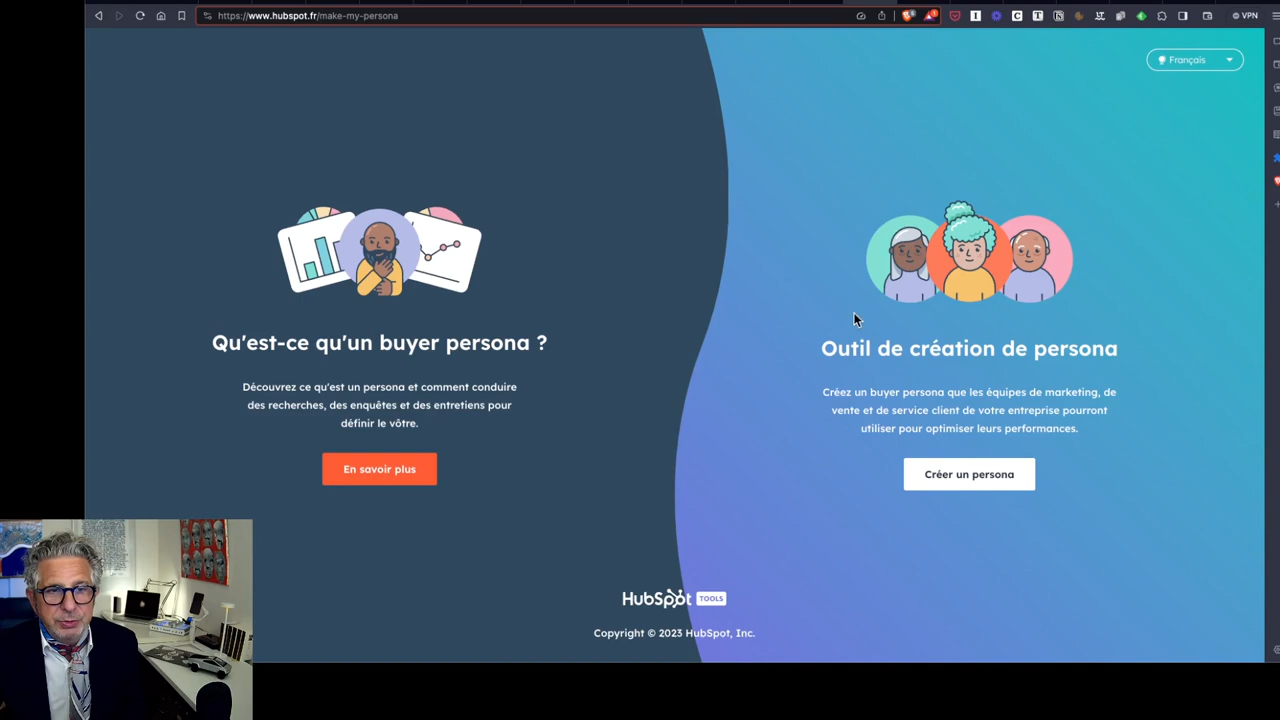 https://www.hubspot.fr/make-my-persona
VPN
Français
Qu'est-ce qu'un buyer persona ?
Découvrez ce qu'est un persona et comment conduire
des recherches, des enquêtes et des entretiens pour
définir le vôtre.
En savoir plus
Outil de création de persona
Créez un buyer persona que les équipes de marketing, de
vente et de service client de votre entreprise pourront
utiliser pour optimiser leurs performances.
Créer un persona
HubSpot TOOLS
Copyright © 2023 HubSpot, Inc.